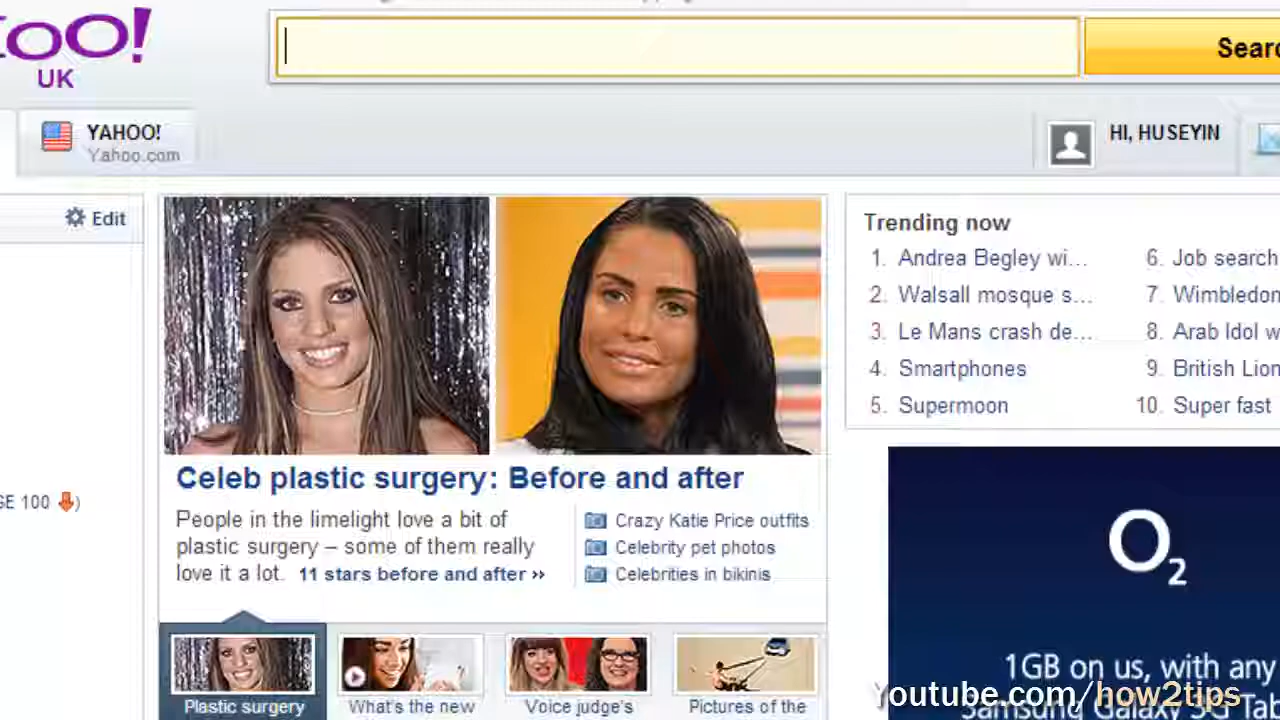 OO!
UK
Searc
YAHOO!
Yahoo.com
HI, HUSEYIN
Edit
Trending now
1. Andrea Begley wi...
2. Walsall mosque s...
3. Le Mans crash de...
4. Smartphones
5. Supermoon
6. Job search
7. Wimbledon
8. Arab Idol w
9. British Lion
10. Super fast
GE 100
Celeb plastic surgery: Before and after
People in the limelight love a bit of
plastic surgery – some of them really
love it a lot. 11 stars before and after »
Crazy Katie Price outfits
Celebrity pet photos
Celebrities in bikinis
Plastic surgery
What's the new
Voice judge's
Pictures of the
O2
1GB on us, with any
Samsung Galaxy
Tab
Youtube.com/how2tips